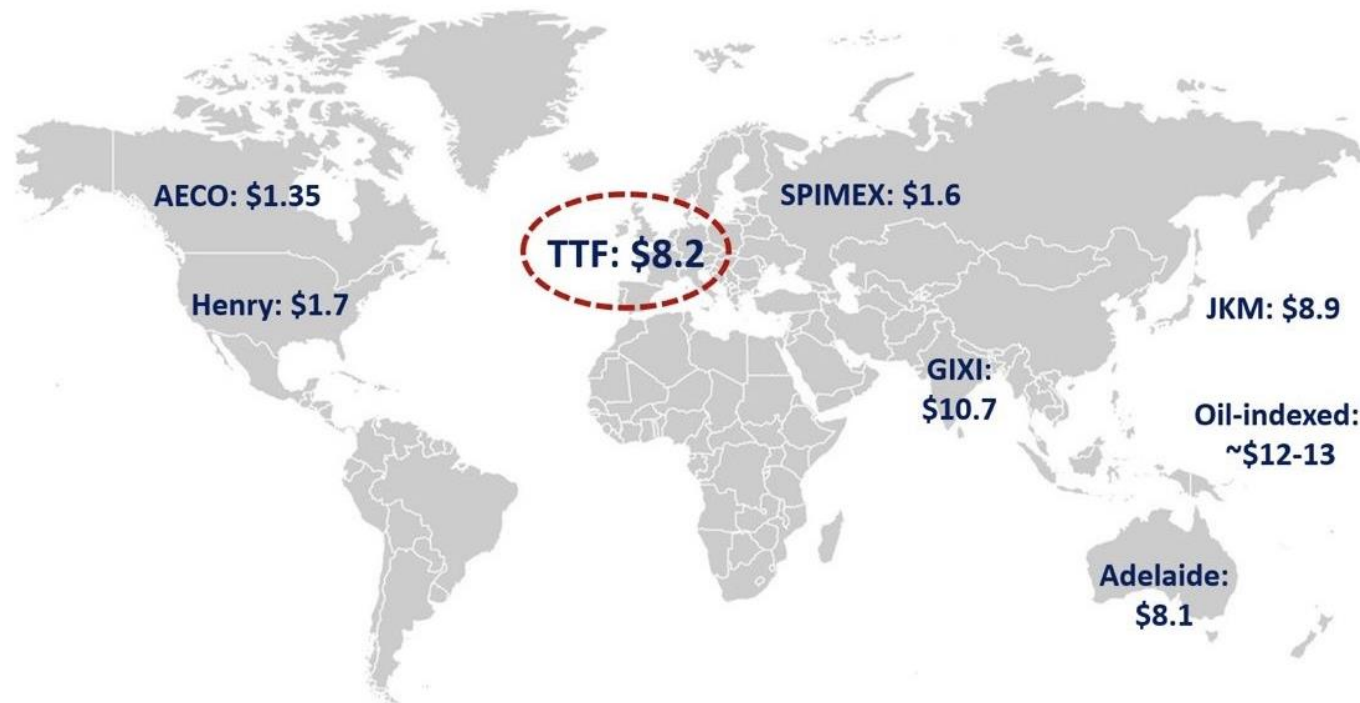 AECO: $1.35
SPIMEX: $1.6
TTF: $8.2
Henry: $1.7
JKM: $8.9
GIXI:
$10.7
Oil-indexed:
~$12-13
Adelaide:
$8.1